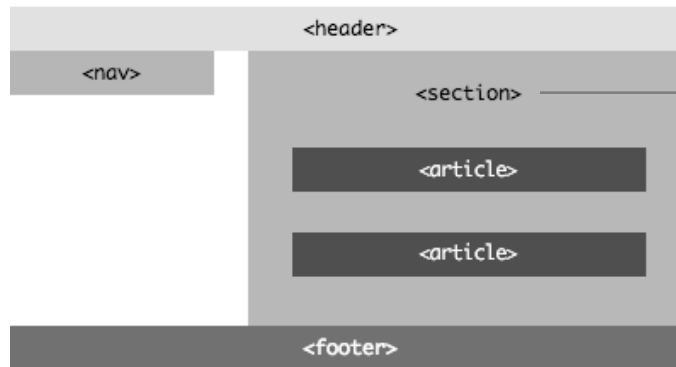 <header>
<nav>
<section>
<article>
<article>
<footer>